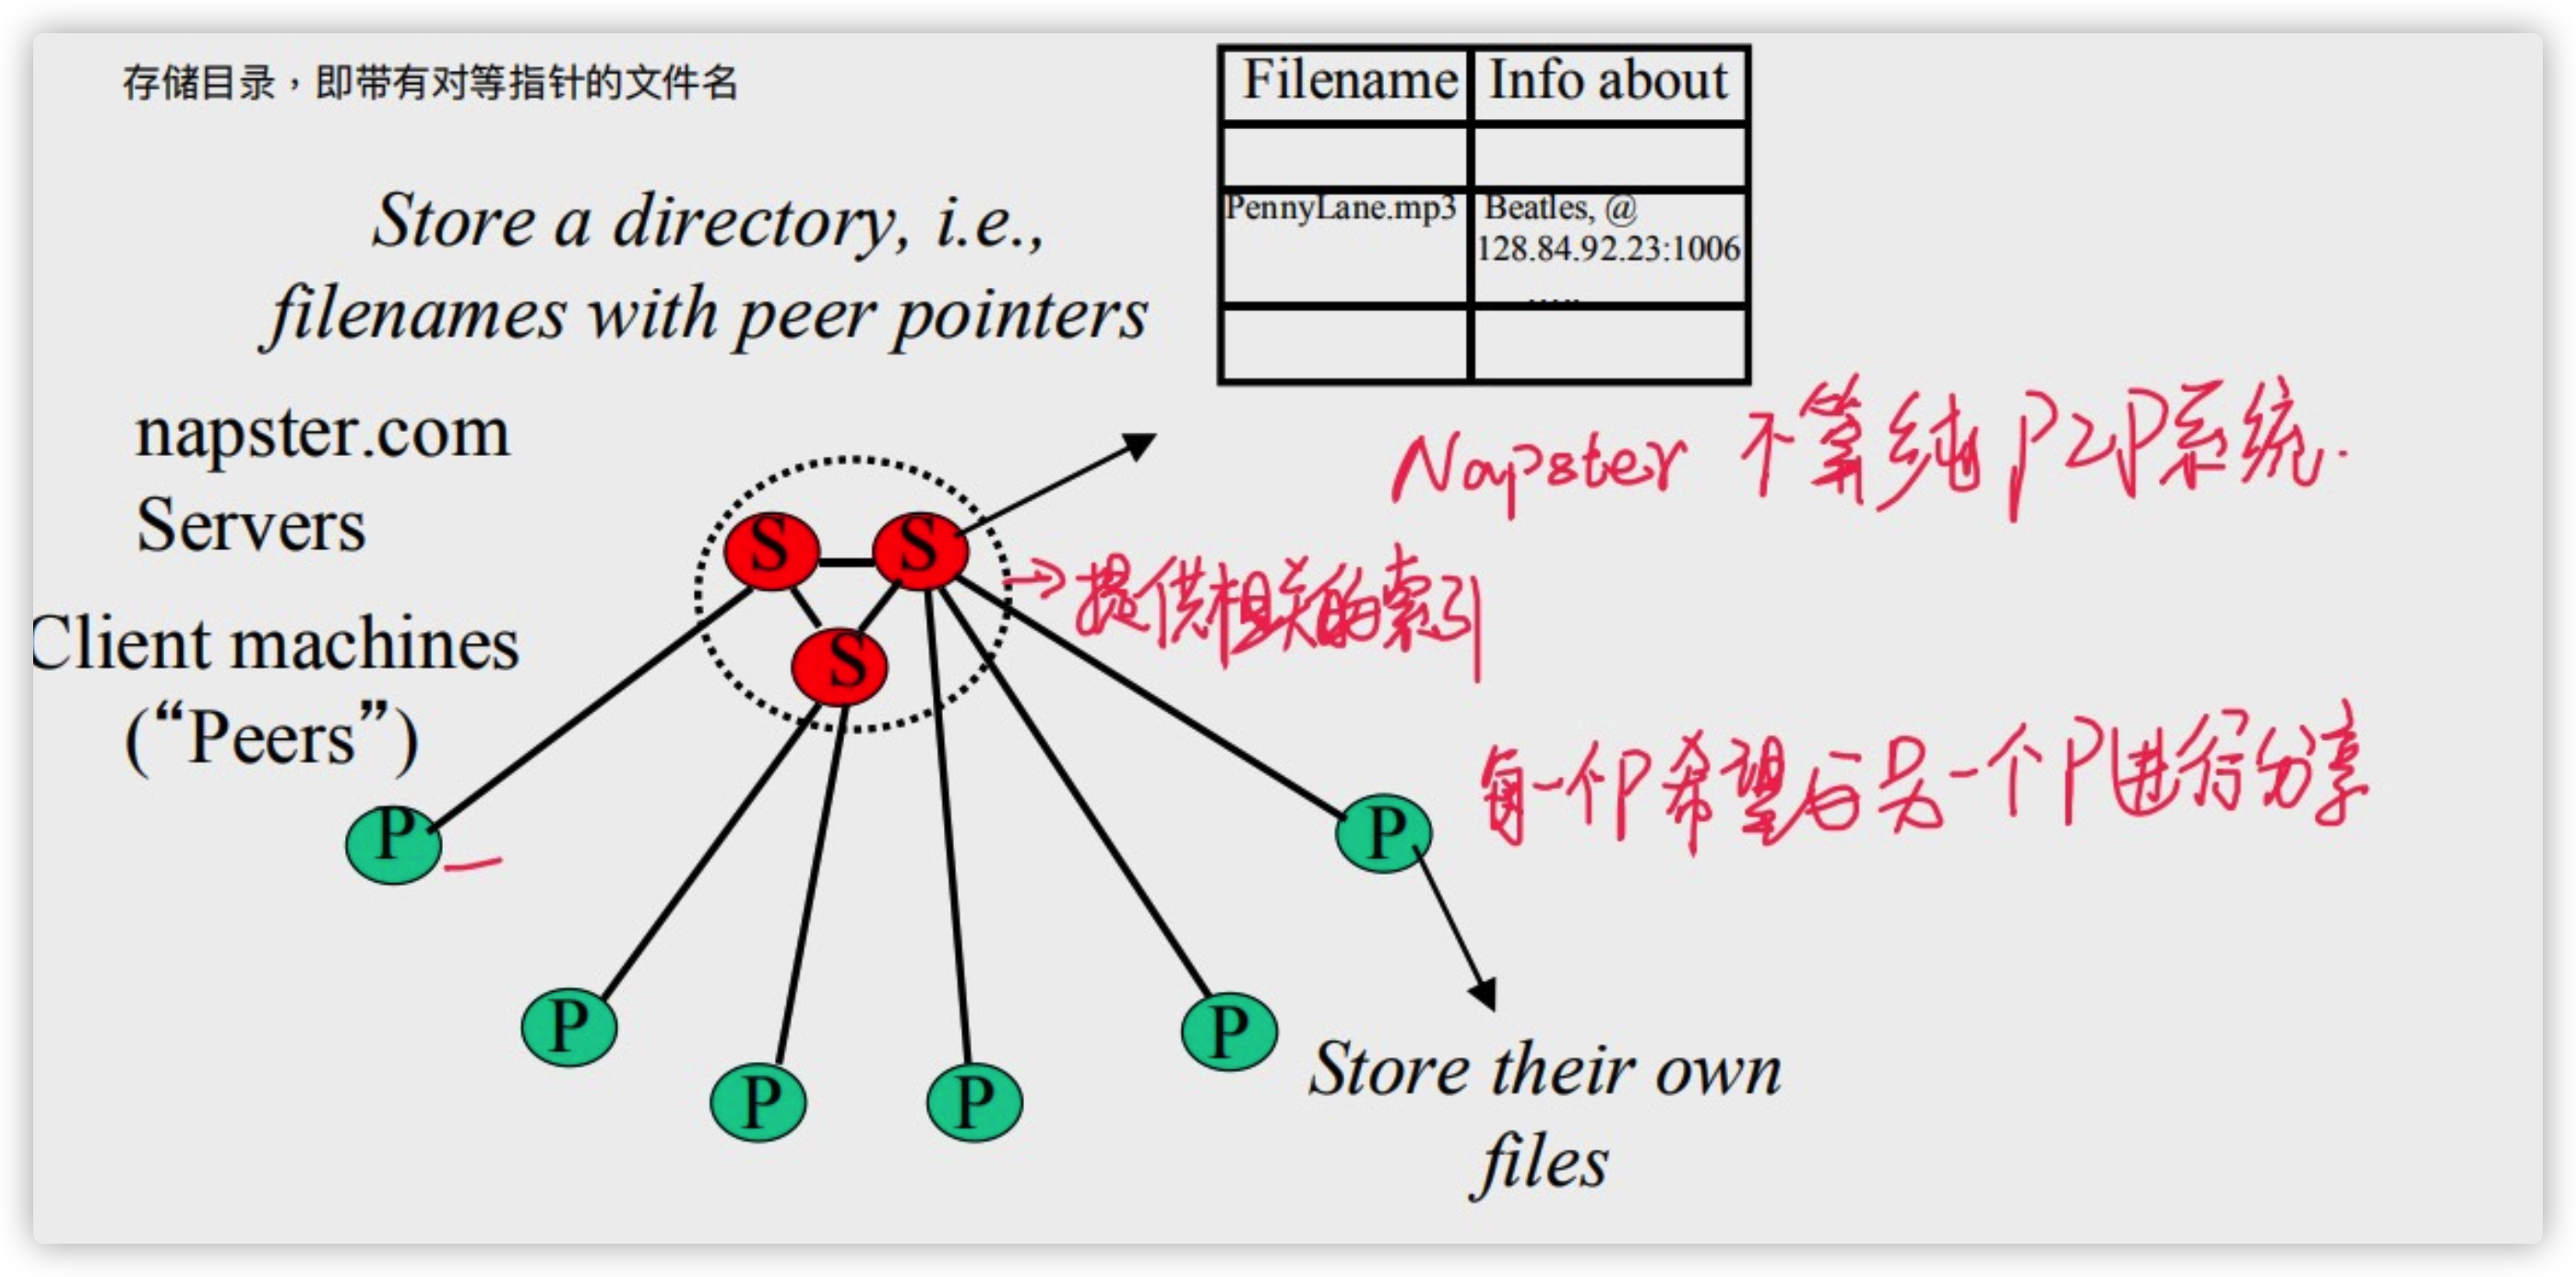 存储目录，即带有对等指针的文件名
Filename Info about
Store a directory, i.e.,
filenames with peer pointers
PennyLane.mp3 Beatles, @
128.84.92.23:1006
.....
napster.com
Servers
Napster 不算纯P2P系统.
S S
→提供相关的索引
S
Client machines
(“Peers”)
每一个P希望与另一个P进行分享
P
P
P
P
P
P
Store their own
files